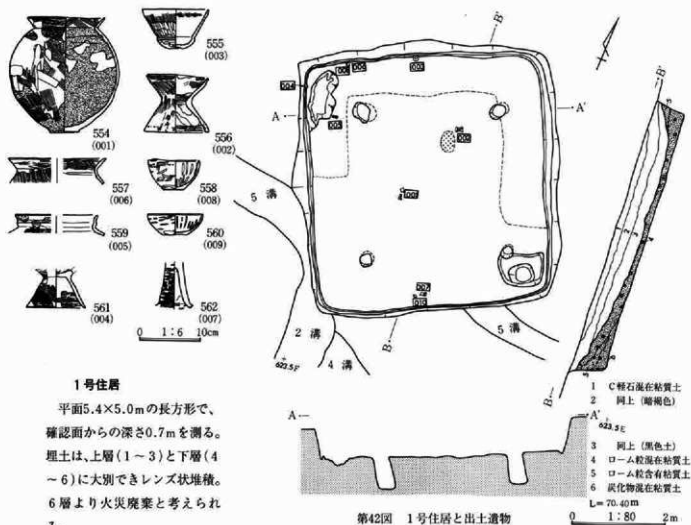 554
(001)
555
(003)
556
(002)
557
(006)
558
(008)
559
(005)
560
(009)
561
(004)
562
(007)
0 1:6 10cm
1号住居
平面5.4×5.0mの長方形で、
確認面からの深さ0.7mを測る。
埋土は、上層(1~3)と下層(4
~6)に大別できレンズ状堆積。
6層より火災廃棄と考えられ
B'
A
A'
5溝
2溝
4溝
5溝
B
B'
B
1 C軽石混在粘質土
2 同上(暗褐色)
3 同上(黒色土)
4 ローム粒混在粘質土
5 ローム粒含有粘質土
6 炭化物混在粘質土
L=70.40m
A
A'
0 1:80 2m
第42図 1号住居と出土遺物